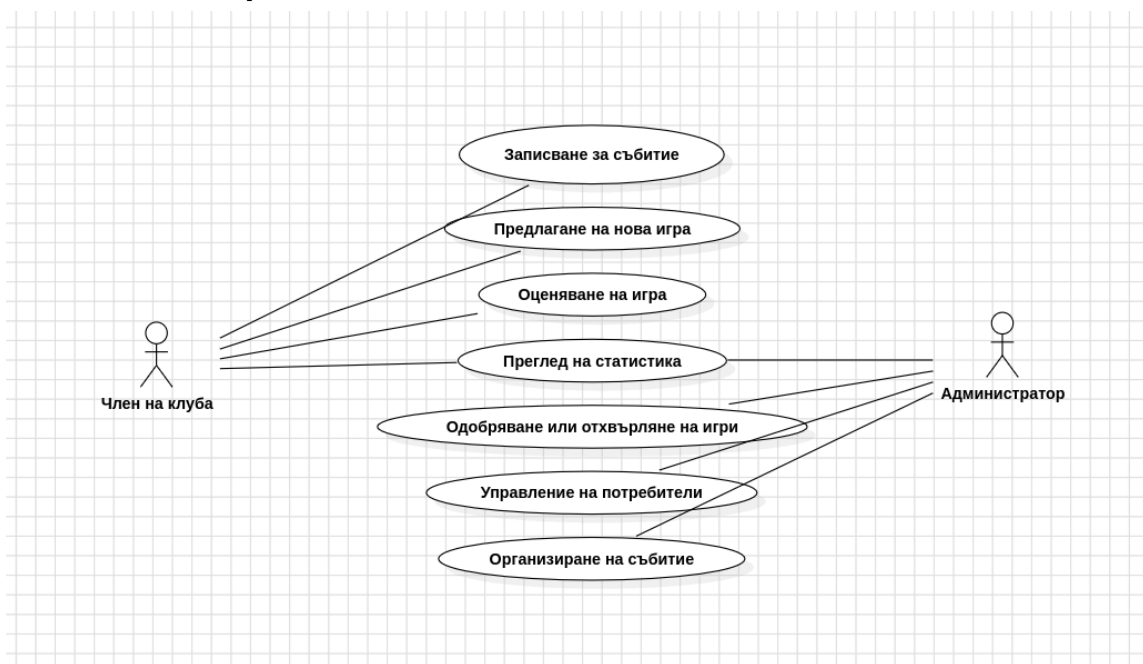 Записване за събитие
Предлагане на нова игра
Оценяване на игра
Преглед на статистика
Член на клуба
Администратор
Одобряване или отхвърляне на игри
Управление на потребители
Организиране на събитие